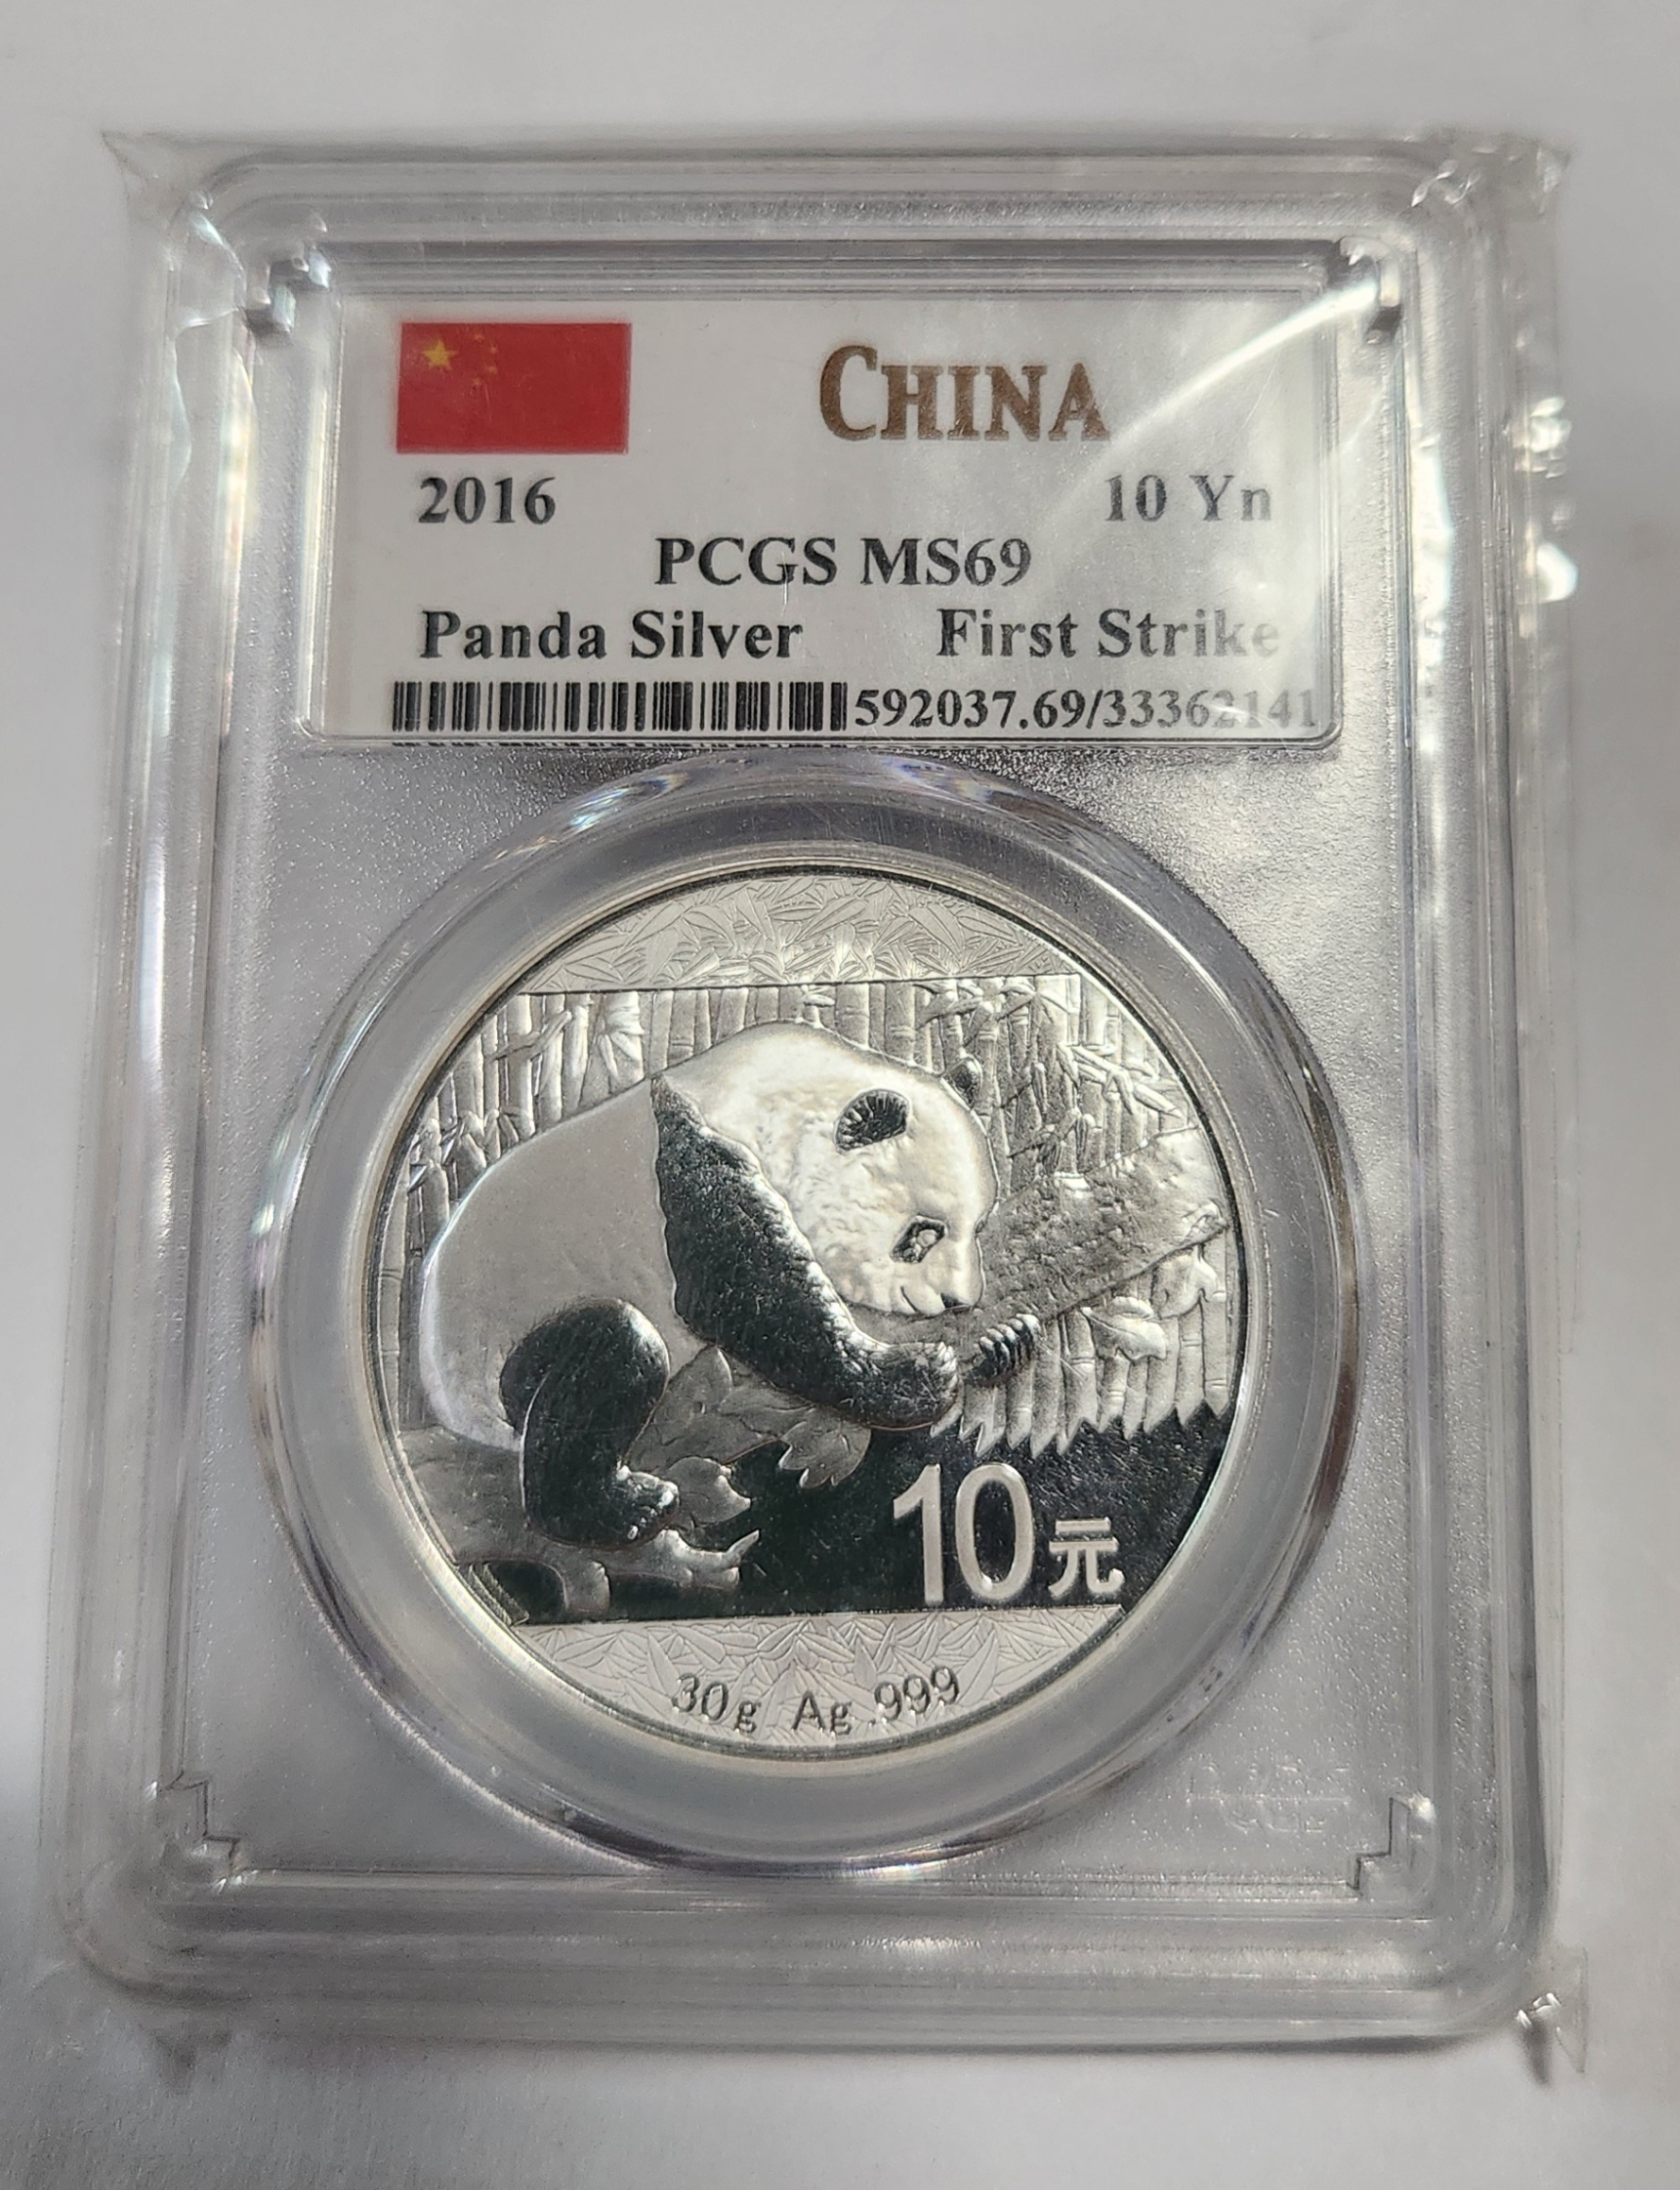 CHINA
2016 10 Yn
PCGS MS69
Panda Silver First Strike
592037.69/33362141
10元
30g Ag .999